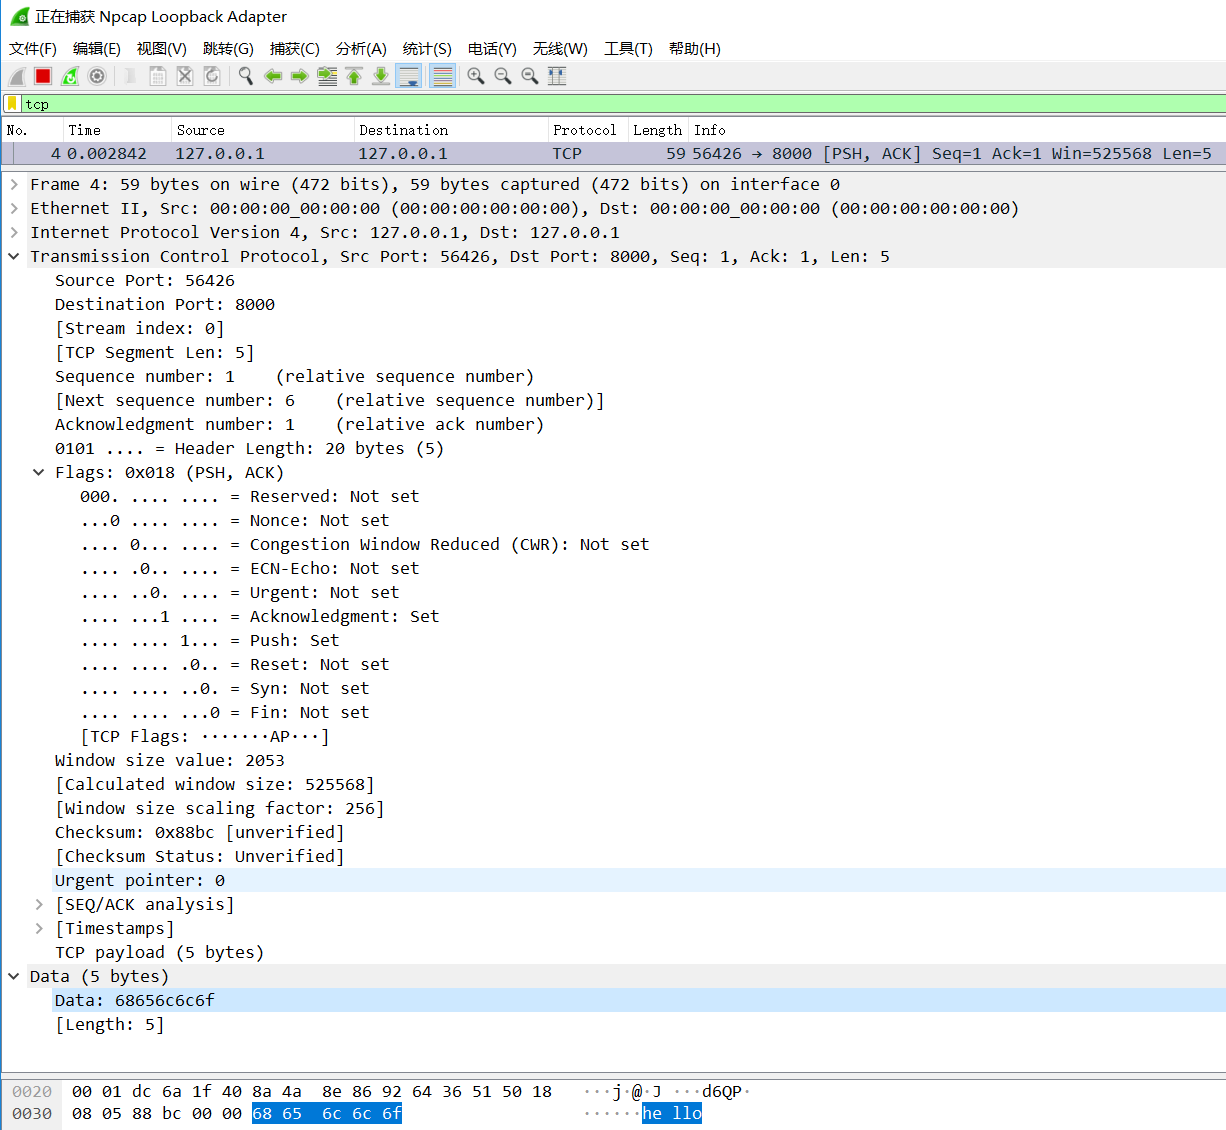 正在捕获 Npcap Loopback Adapter
文件(F) 编辑(E) 视图(V) 跳转(G) 捕获(C) 分析(A) 统计(S) 电话(Y) 无线(W) 工具(T) 帮助(H)
tcp
No. Time Source Destination Protocol Length Info
4 0.002842 127.0.0.1 127.0.0.1 TCP 59 56426 → 8000 [PSH, ACK] Seq=1 Ack=1 Win=525568 Len=5
Frame 4: 59 bytes on wire (472 bits), 59 bytes captured (472 bits) on interface 0
Ethernet II, Src: 00:00:00_00:00:00 (00:00:00:00:00:00), Dst: 00:00:00_00:00:00 (00:00:00:00:00:00)
Internet Protocol Version 4, Src: 127.0.0.1, Dst: 127.0.0.1
Transmission Control Protocol, Src Port: 56426, Dst Port: 8000, Seq: 1, Ack: 1, Len: 5
Source Port: 56426
Destination Port: 8000
[Stream index: 0]
[TCP Segment Len: 5]
Sequence number: 1    (relative sequence number)
[Next sequence number: 6    (relative sequence number)]
Acknowledgment number: 1    (relative ack number)
0101 .... = Header Length: 20 bytes (5)
Flags: 0x018 (PSH, ACK)
000. .... .... = Reserved: Not set
...0 .... .... = Nonce: Not set
.... 0... .... = Congestion Window Reduced (CWR): Not set
.... .0.. .... = ECN-Echo: Not set
.... ..0. .... = Urgent: Not set
.... ...1 .... = Acknowledgment: Set
.... .... 1... = Push: Set
.... .... .0.. = Reset: Not set
.... .... ..0. = Syn: Not set
.... .... ...0 = Fin: Not set
[TCP Flags: ·······AP···]
Window size value: 2053
[Calculated window size: 525568]
[Window size scaling factor: 256]
Checksum: 0x88bc [unverified]
[Checksum Status: Unverified]
Urgent pointer: 0
[SEQ/ACK analysis]
[Timestamps]
TCP payload (5 bytes)
Data (5 bytes)
Data: 68656c6c6f
[Length: 5]
0020 00 01 dc 6a 1f 40 8a 4a 8e 86 92 64 36 51 50 18 ···j·@·J ···d6QP·
0030 08 05 88 bc 00 00 68 65 6c 6c 6f ······he llo